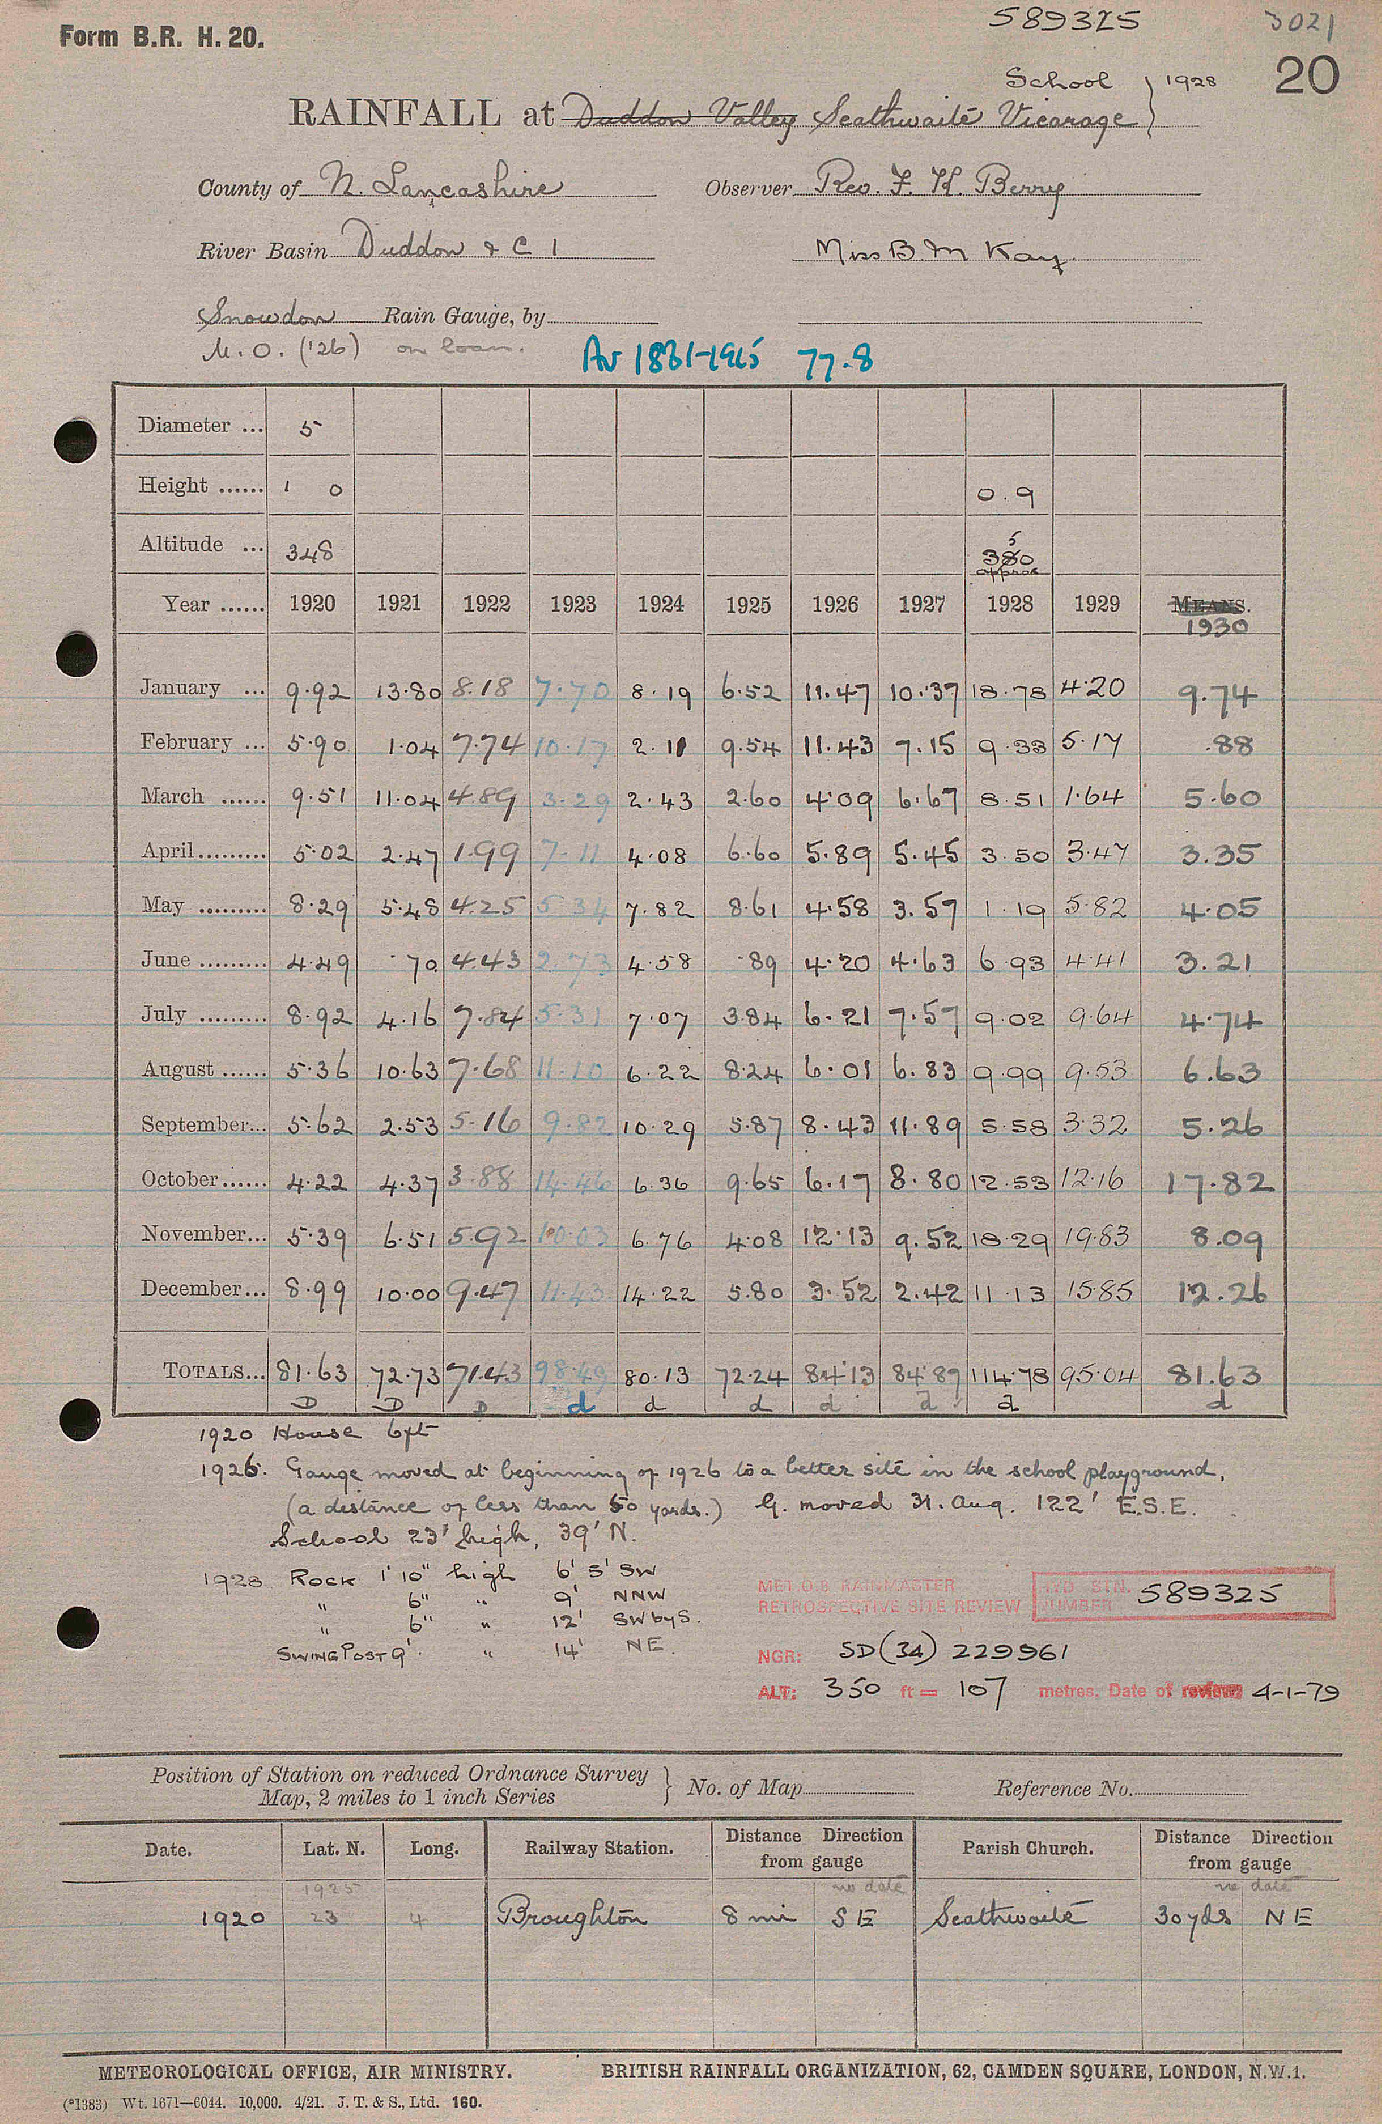 Form B.R. H. 20.
589325
3021
20
School } 1928
RAINFALL at Duddon Valley Seathwaite Vicarage
County of N. Lancashire Observer Rev. F. H. Berry
River Basin Duddon & C 1 Miss B M Kay
Snowdon Rain Gauge, by
M.O. ('26) on loan.
Av 1881-1915 77.8
Diameter ... 5
Height ...... 1 0 0.9
Altitude ... 348 380 5 approx
Year ...... 1920 1921 1922 1923 1924 1925 1926 1927 1928 1929 MEANS. 1930
January ... 9.92 13.80 8.18 7.70 8.19 6.52 11.47 10.37 18.78 4.20 9.74
February ... 5.90 1.04 7.74 10.17 2.11 9.54 11.43 7.15 9.33 5.17 .88
March ...... 9.51 11.04 4.89 3.29 2.43 2.60 4.09 6.67 8.51 1.64 5.60
April ......... 5.02 2.47 1.99 7.11 4.08 6.60 5.89 5.45 3.50 3.47 3.35
May ......... 8.29 5.48 4.25 5.34 7.82 8.61 4.58 3.57 1.19 5.82 4.05
June ......... 4.49 .70 4.43 2.73 4.58 .89 4.20 4.63 6.93 4.41 3.21
July ......... 8.92 4.16 7.84 5.31 7.07 3.84 6.21 7.57 9.02 9.64 4.74
August ...... 5.36 10.63 7.68 11.10 6.22 8.24 6.01 6.83 9.99 9.53 6.63
September... 5.62 2.53 5.16 9.82 10.29 5.87 8.43 11.89 5.58 3.32 5.26
October...... 4.22 4.37 3.88 14.46 6.36 9.65 6.17 8.80 12.53 12.16 17.82
November... 5.39 6.51 5.92 10.03 6.76 4.08 12.13 9.52 18.29 19.83 8.09
December... 8.99 10.00 9.47 11.43 14.22 5.80 3.52 2.42 11.13 15.85 12.26
TOTALS... 81.63 72.73 71.43 98.49 80.13 72.24 84.13 84.87 114.78 95.04 81.63
D D D d d d d d d d
1920 House 6ft
1926. Gauge moved at beginning of 1926 to a better site in the school playground,
(a distance of less than 50 yards.) G. moved 31. Aug. 122' E.S.E.
School 23' high, 39' N.
1928 ROCK 1' 10" high 6' 5' SW
" 6" " 9' NNW
" 6" " 12' SW by S.
SWING POST 9'. " 14' NE.
MET.O.8 RAINMASTER
RETROSPECTIVE SITE REVIEW
HYD STN. NUMBER 589325
NGR: SD(34) 229961
ALT: 350 ft = 107 metres. Date of review 4-1-79
Position of Station on reduced Ordnance Survey Map, 2 miles to 1 inch Series } No. of Map Reference No.
Date. Lat. N. Long. Railway Station. Distance Direction from gauge Parish Church. Distance Direction from gauge
1925 no date no date
1920 23 4 Broughton 8 mi SE Seathwaite 30 yds NE
METEOROLOGICAL OFFICE, AIR MINISTRY. BRITISH RAINFALL ORGANIZATION, 62, CAMDEN SQUARE, LONDON, N.W.1.
(*1383) Wt. 1671—6044. 10,000. 4/21. J. T. & S., Ltd. 160.